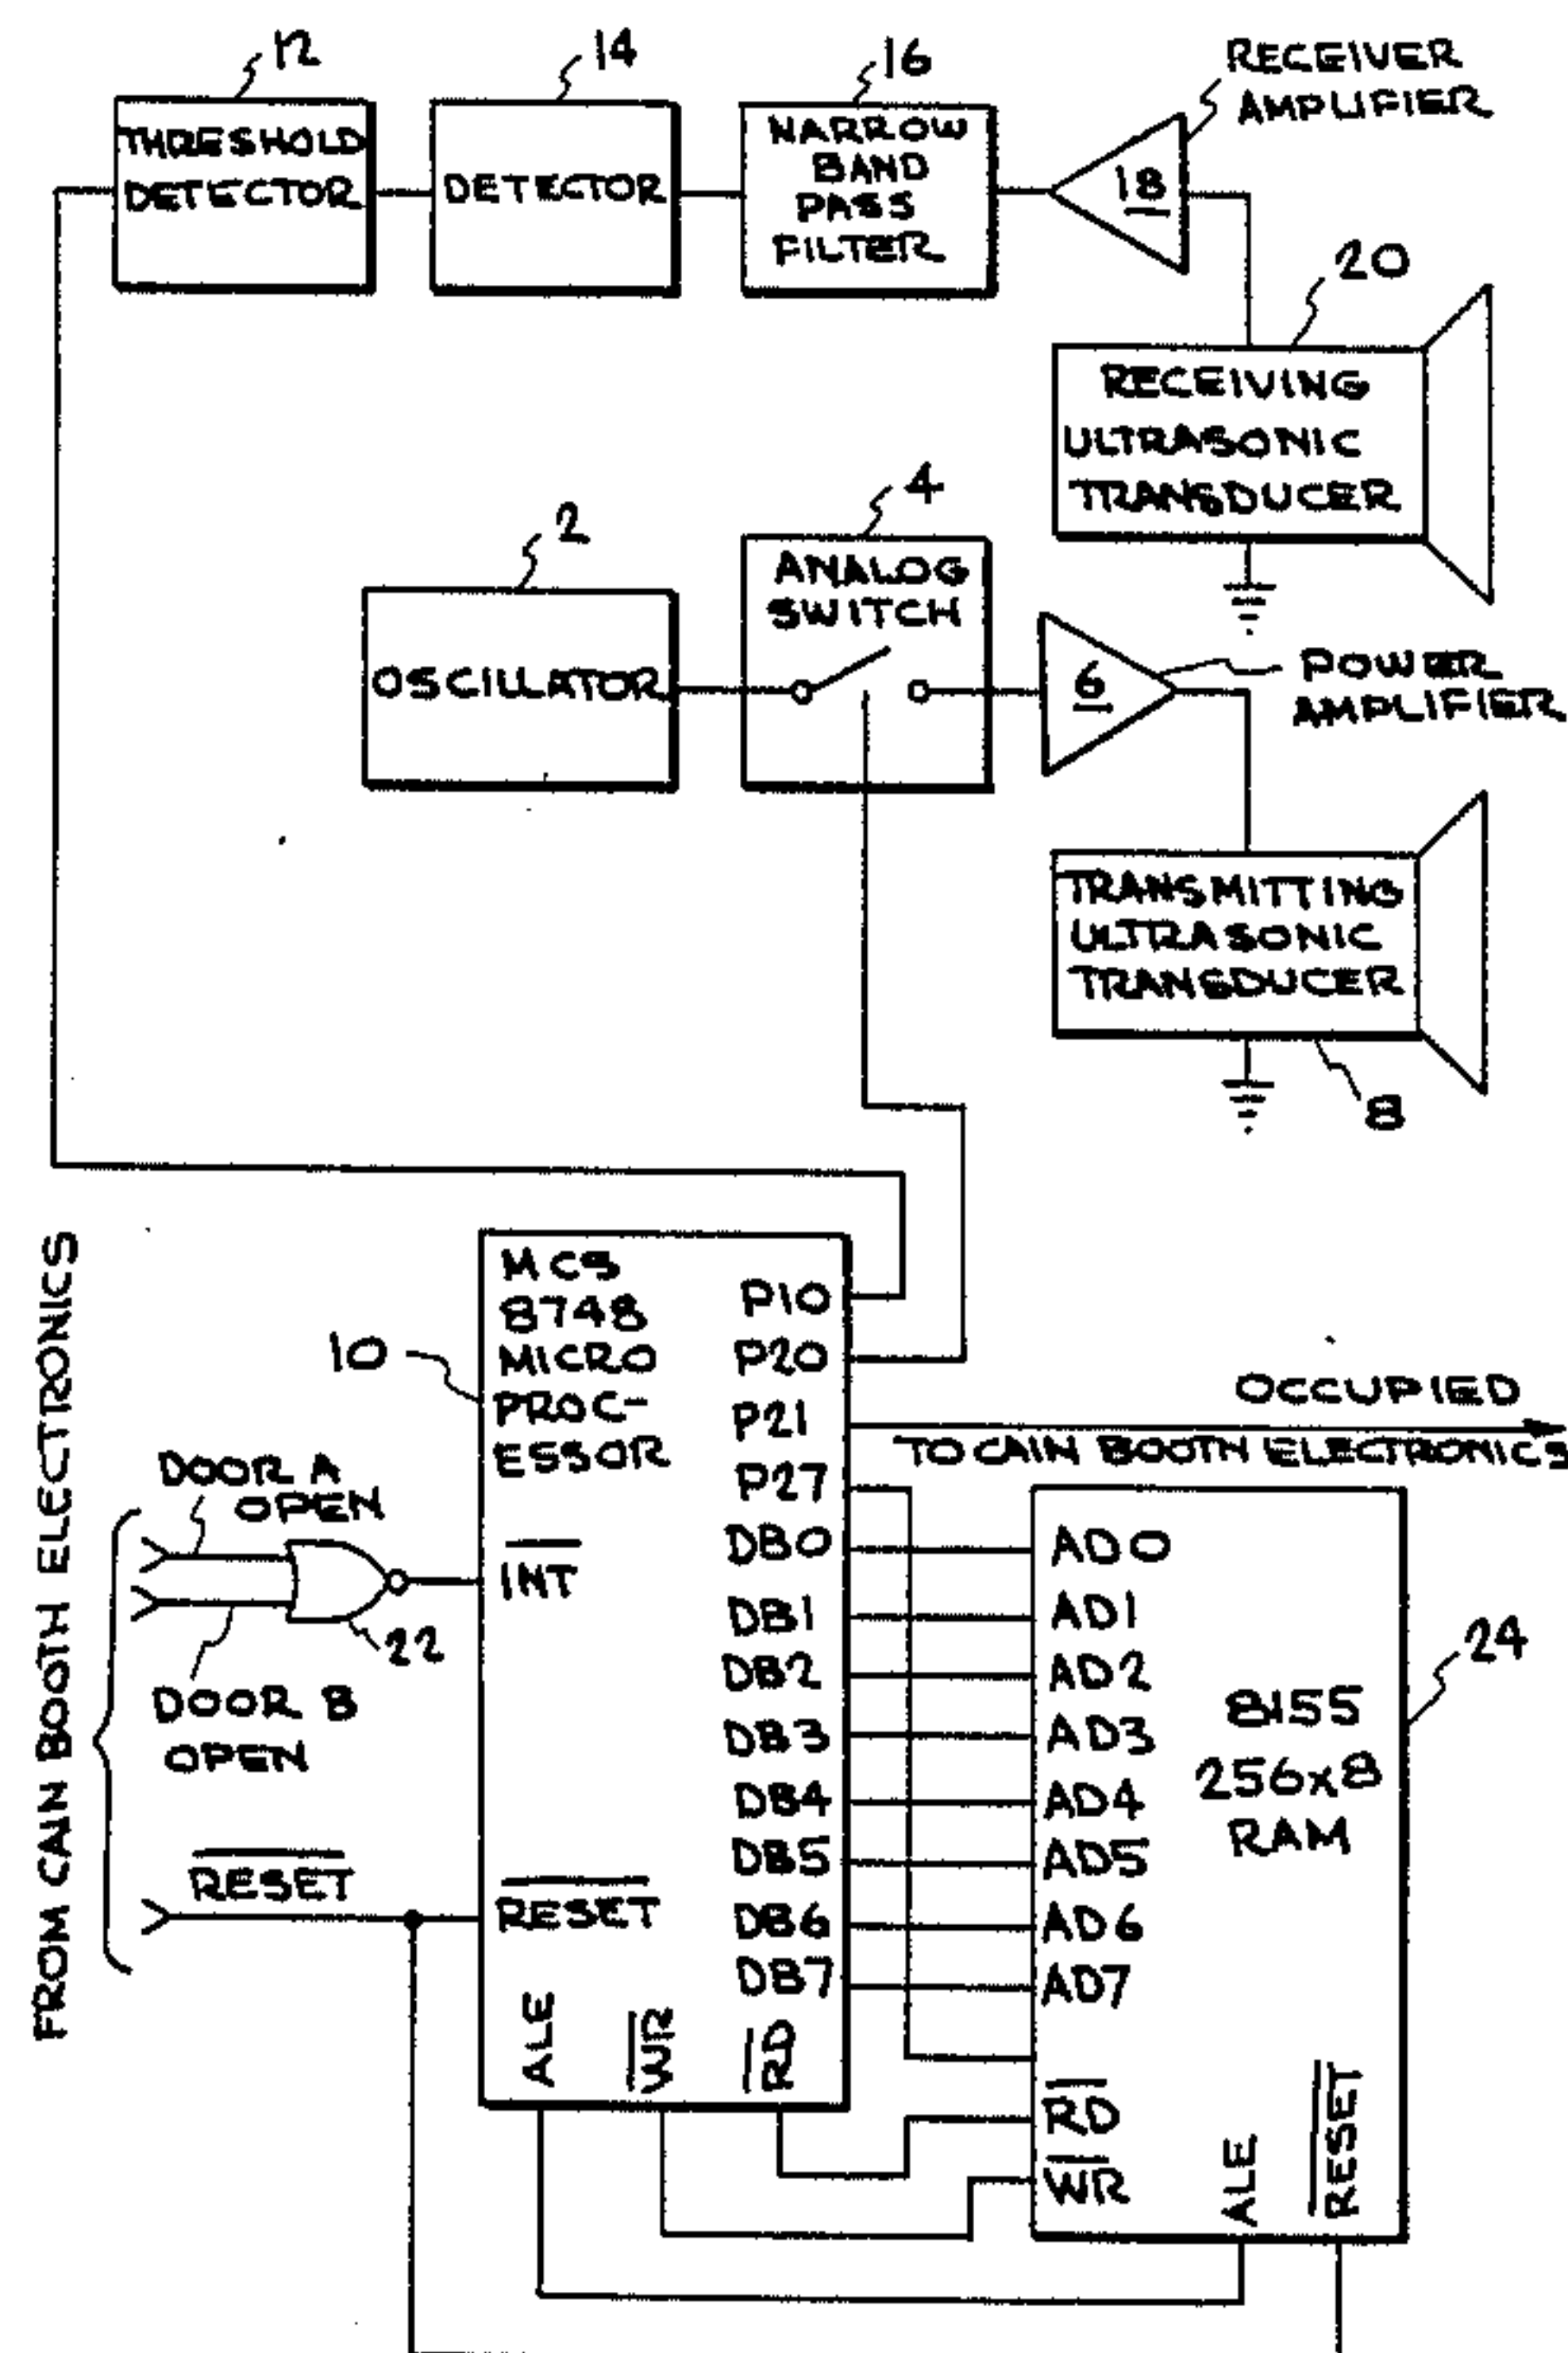 12
14
16
RECEIVER
AMPLIFIER
THRESHOLD
DETECTOR
DETECTOR
NARROW
BAND
PASS
FILTER
18
20
RECEIVING
ULTRASONIC
TRANSDUCER
2
4
OSCILLATOR
ANALOG
SWITCH
6
POWER
AMPLIFIER
TRANSMITTING
ULTRASONIC
TRANSDUCER
8
FROM CAIN BOOTH ELECTRONICS
10
MCS
8748
MICRO
PROC-
ESSOR
P10
P20
P21
P27
OCCUPIED
TO CAIN BOOTH ELECTRONICS
DOOR A
OPEN
22
DOOR B
OPEN
INT
RESET
RESET
DB0
DB1
DB2
DB3
DB4
DB5
DB6
DB7
ALE
WR
RD
AD0
AD1
AD2
AD3
AD4
AD5
AD6
AD7
24
8155
256x8
RAM
RD
WR
ALE
RESET